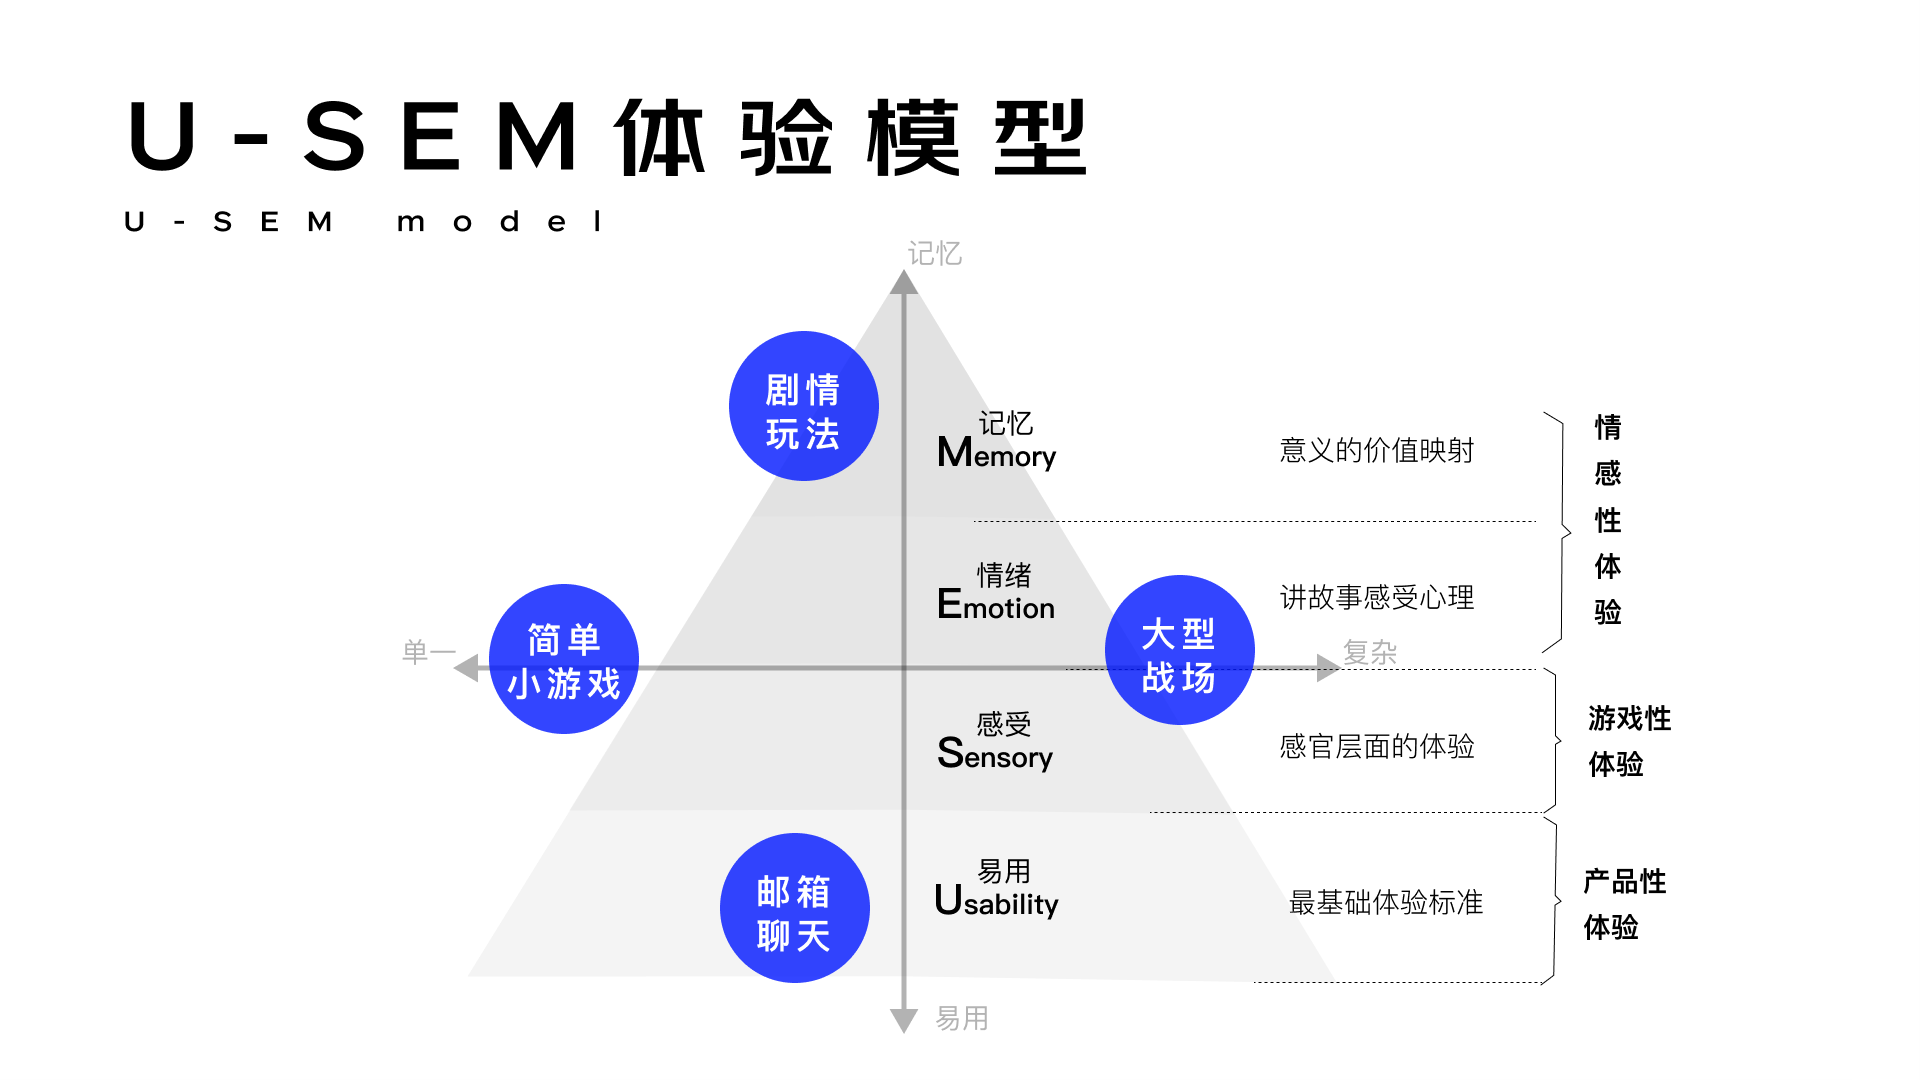 U-SEM体验模型
U-SEM model
记忆
剧情
玩法
记忆
Memory
意义的价值映射
情
感
性
体
验
情绪
Emotion
讲故事感受心理
简单
小游戏
大型
战场
单一
复杂
感受
Sensory
感官层面的体验
游戏性
体验
邮箱
聊天
易用
Usability
最基础体验标准
产品性
体验
易用